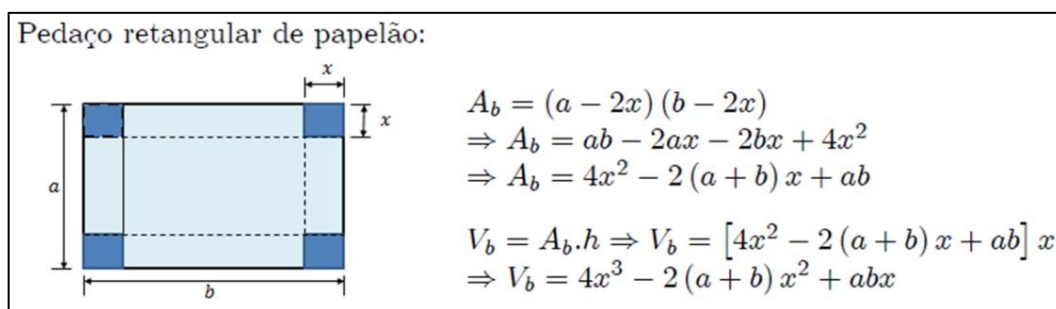 Pedaço retangular de papelão:
x
x
a
b
A_b = (a − 2x) (b − 2x)
⇒ A_b = ab − 2ax − 2bx + 4x²
⇒ A_b = 4x² − 2 (a + b) x + ab
V_b = A_b.h ⇒ V_b = [4x² − 2 (a + b) x + ab] x
⇒ V_b = 4x³ − 2 (a + b) x² + abx